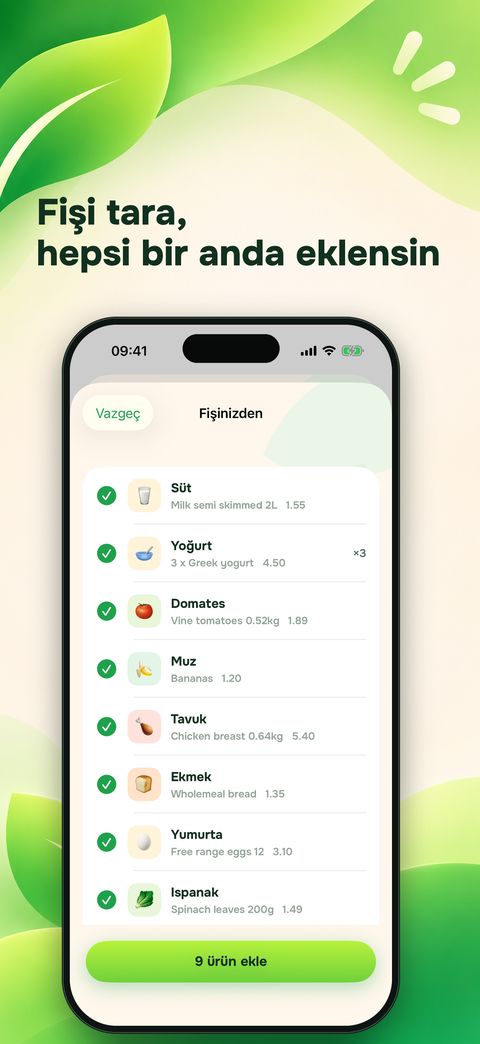 Fişi tara,
hepsi bir anda eklensin
09:41
Vazgeç
Fişinizden
Süt
Milk semi skimmed 2L 1.55
Yoğurt
3 x Greek yogurt 4.50
×3
Domates
Vine tomatoes 0.52kg 1.89
Muz
Bananas 1.20
Tavuk
Chicken breast 0.64kg 5.40
Ekmek
Wholemeal bread 1.35
Yumurta
Free range eggs 12 3.10
Ispanak
Spinach leaves 200g 1.49
9 ürün ekle